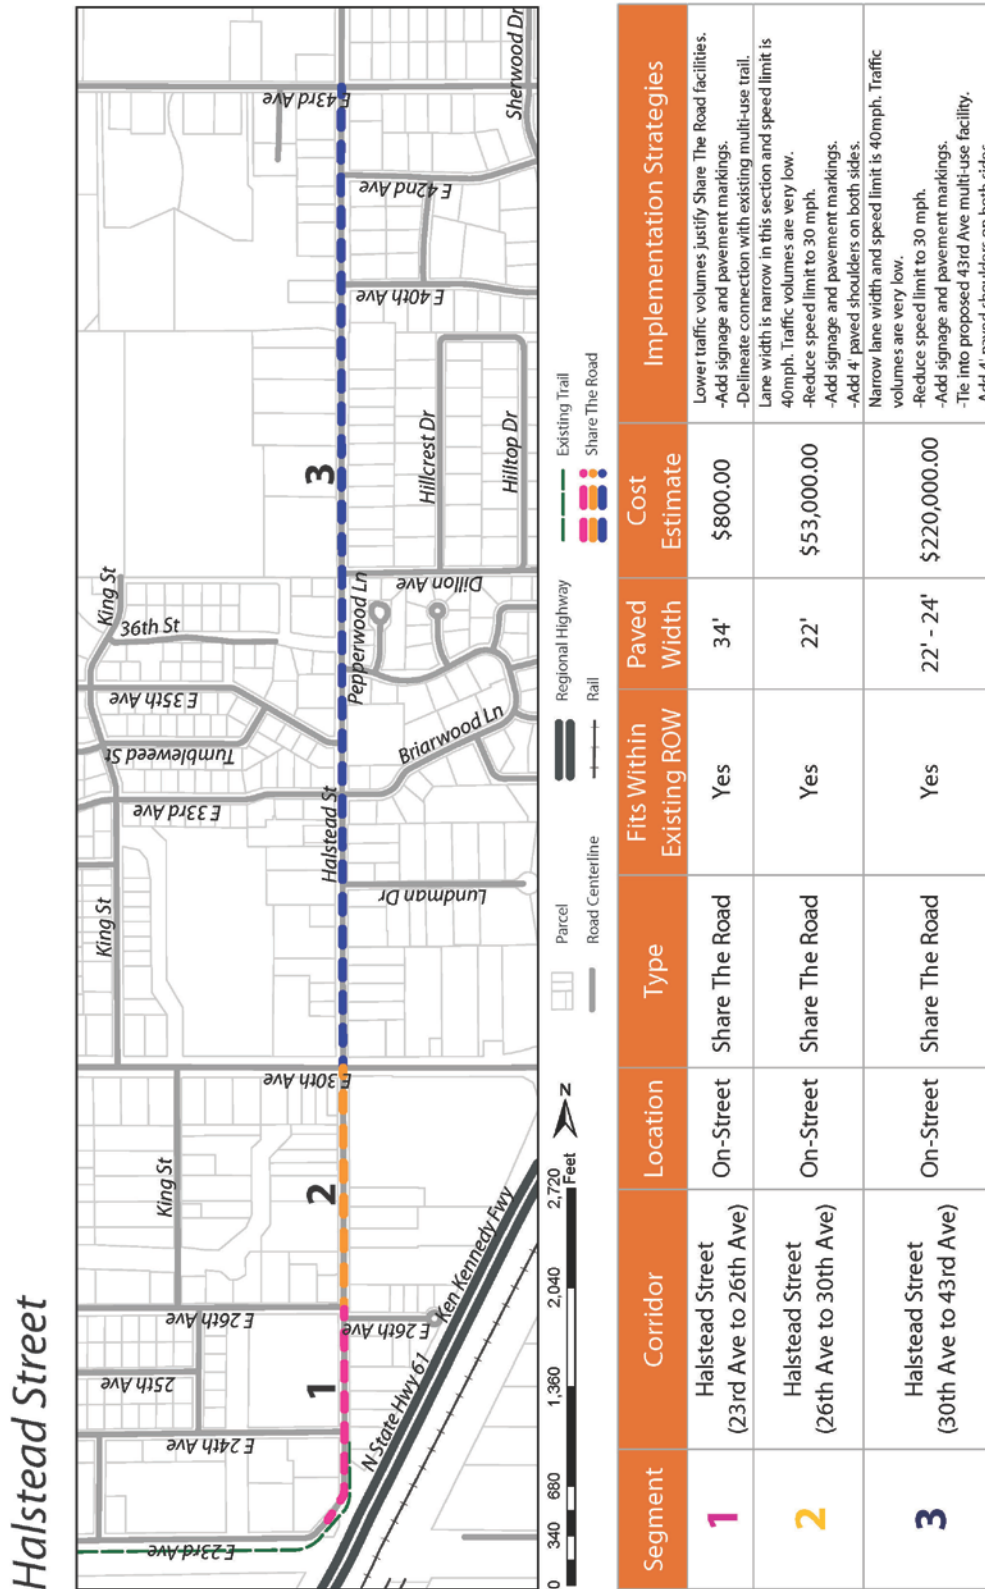 Halstead Street
E 43rd Ave
Sherwood Dr
E 42nd Ave
E 40th Ave
Hillcrest Dr
Hilltop Dr
3
King St
36th St
E 35th Ave
Tumbleweed St
E 33rd Ave
Pepperwood Ln
Dillon Ave
Briarwood Ln
Halstead St
Lundman Dr
King St
E 30th Ave
King St
2
E 26th Ave
E 26th Ave
25th Ave
E 24th Ave
1
E 23rd Ave
N State Hwy 61
Ken Kennedy Fwy
0 340 680 1,360 2,040 2,720
Feet
N
Parcel
Road Centerline
Regional Highway
Rail
Existing Trail
Share The Road
Segment Corridor Location Type Fits Within Existing ROW Paved Width Cost Estimate Implementation Strategies
1 Halstead Street (23rd Ave to 26th Ave) On-Street Share The Road Yes 34' $800.00
Lower traffic volumes justify Share The Road facilities.
-Add signage and pavement markings.
-Delineate connection with existing multi-use trail.
2 Halstead Street (26th Ave to 30th Ave) On-Street Share The Road Yes 22' $53,000.00
Lane width is narrow in this section and speed limit is
40mph. Traffic volumes are very low.
-Reduce speed limit to 30 mph.
-Add signage and pavement markings.
-Add 4' paved shoulders on both sides.
3 Halstead Street (30th Ave to 43rd Ave) On-Street Share The Road Yes 22' - 24' $220,000.00
Narrow lane width and speed limit is 40mph. Traffic
volumes are very low.
-Reduce speed limit to 30 mph.
-Add signage and pavement markings.
-Tie into proposed 43rd Ave multi-use facility.
-Add 4' paved shoulders on both sides.